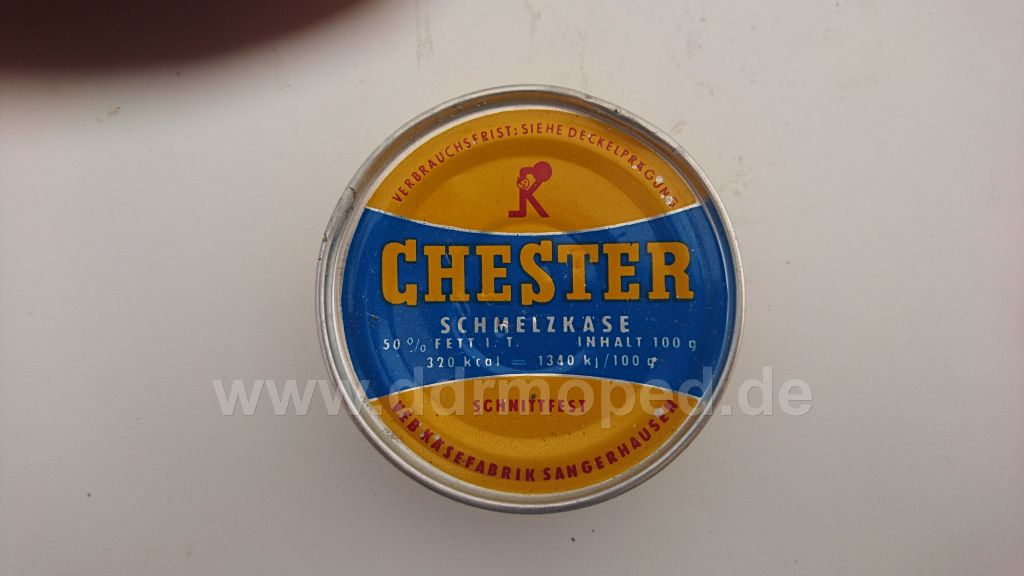 VERBRAUCHSFRIST: SIEHE DECKELPRÄGUNG
CHESTER
SCHMELZKÄSE
50 % FETT I. T. INHALT 100 g
320 kcal = 1340 kj/100 g
www.ddrmoped.de
SCHNITTFEST
VEB KÄSEFABRIK SANGERHAUSEN